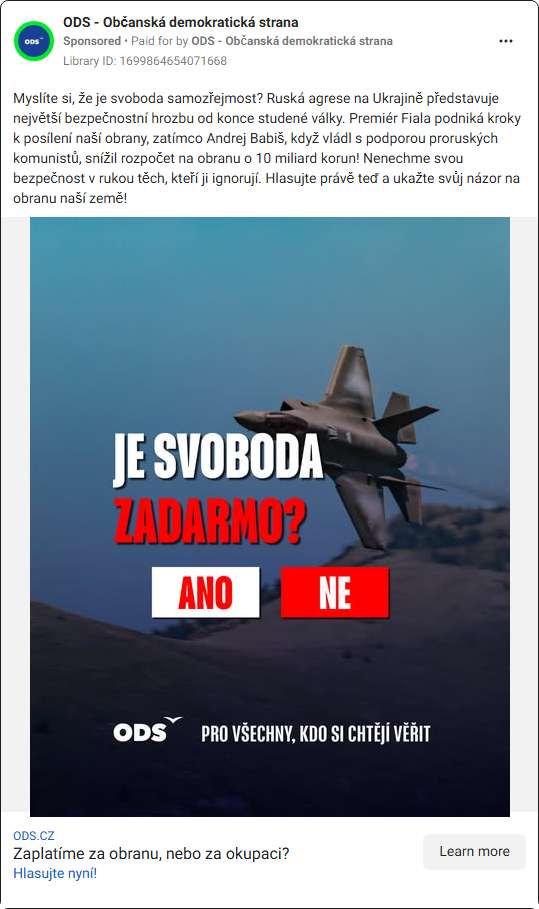 ODS - Občanská demokratická strana
Sponsored • Paid for by ODS - Občanská demokratická strana
Library ID: 1699864654071668
Myslíte si, že je svoboda samozřejmost? Ruská agrese na Ukrajině představuje
největší bezpečnostní hrozbu od konce studené války. Premiér Fiala podniká kroky
k posílení naší obrany, zatímco Andrej Babiš, když vládl s podporou proruských
komunistů, snížil rozpočet na obranu o 10 miliard korun! Nenechme svou
bezpečnost v rukou těch, kteří ji ignorují. Hlasujte právě teď a ukažte svůj názor na
obranu naší země!
JE SVOBODA
ZADARMO?
ANO NE
ODS PRO VŠECHNY, KDO SI CHTĚJÍ VĚŘIT
ODS.CZ
Zaplatíme za obranu, nebo za okupaci?
Hlasujte nyní!
Learn more